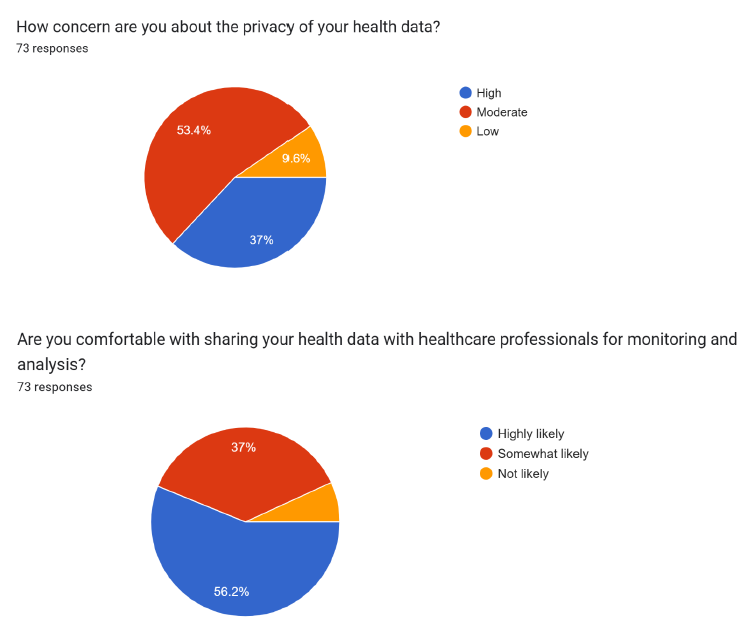 How concern are you about the privacy of your health data?
73 responses
High
Moderate
Low
53.4%
9.6%
37%
Are you comfortable with sharing your health data with healthcare professionals for monitoring and
analysis?
73 responses
Highly likely
Somewhat likely
Not likely
37%
56.2%